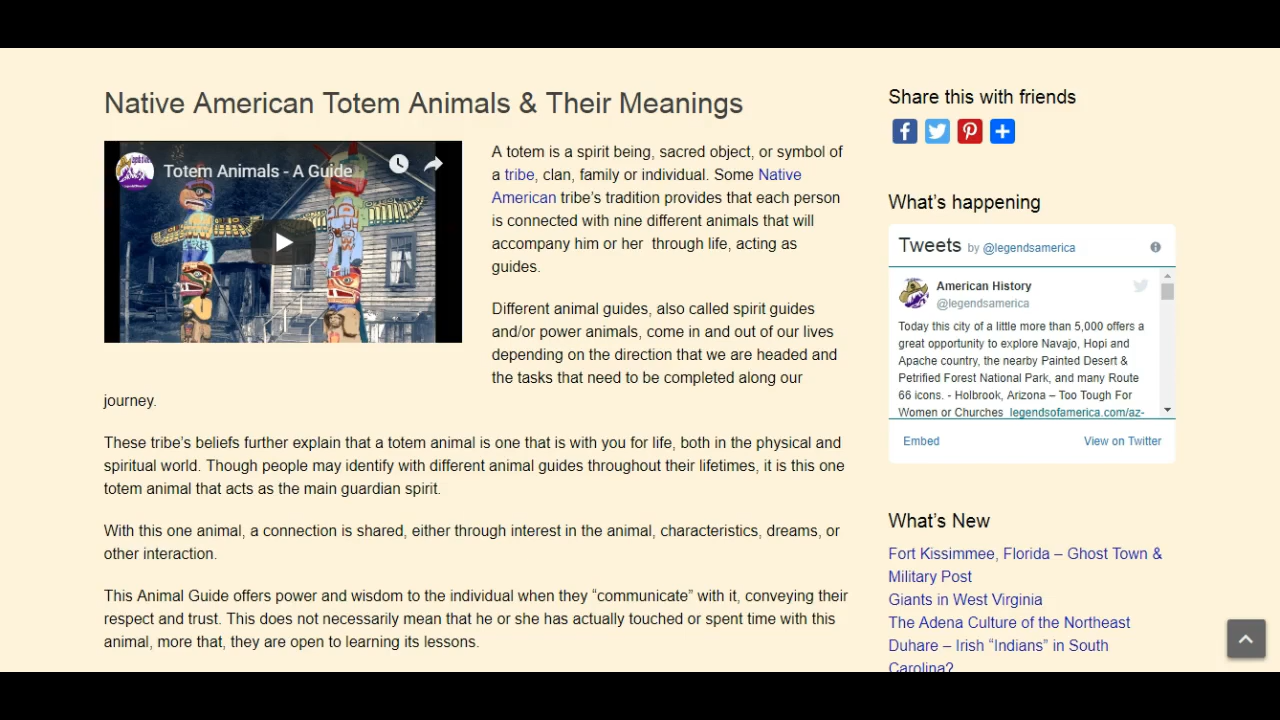 Native American Totem Animals & Their Meanings
Totem Animals - A Guide
A totem is a spirit being, sacred object, or symbol of
a tribe, clan, family or individual. Some Native
American tribe’s tradition provides that each person
is connected with nine different animals that will
accompany him or her  through life, acting as
guides.
Different animal guides, also called spirit guides
and/or power animals, come in and out of our lives
depending on the direction that we are headed and
the tasks that need to be completed along our
journey.
These tribe’s beliefs further explain that a totem animal is one that is with you for life, both in the physical and
spiritual world. Though people may identify with different animal guides throughout their lifetimes, it is this one
totem animal that acts as the main guardian spirit.
With this one animal, a connection is shared, either through interest in the animal, characteristics, dreams, or
other interaction.
This Animal Guide offers power and wisdom to the individual when they “communicate” with it, conveying their
respect and trust. This does not necessarily mean that he or she has actually touched or spent time with this
animal, more that, they are open to learning its lessons.
Share this with friends
What’s happening
Tweets by @legendsamerica
American History
@legendsamerica
Today this city of a little more than 5,000 offers a
great opportunity to explore Navajo, Hopi and
Apache country, the nearby Painted Desert &
Petrified Forest National Park, and many Route
66 icons. - Holbrook, Arizona – Too Tough For
Women or Churches legendsofamerica.com/az-
Embed
View on Twitter
What’s New
Fort Kissimmee, Florida – Ghost Town &
Military Post
Giants in West Virginia
The Adena Culture of the Northeast
Duhare – Irish “Indians” in South
Carolina?